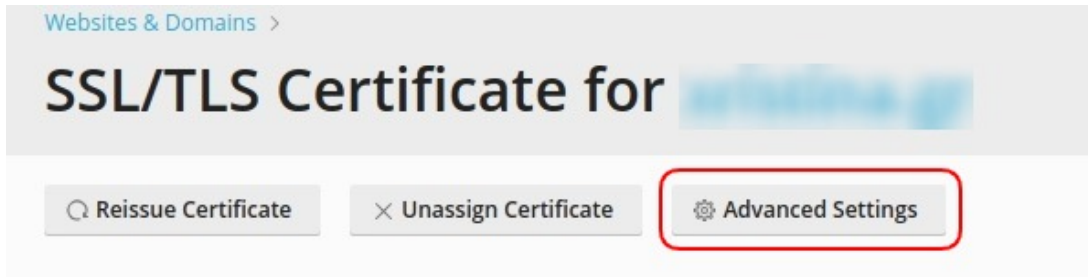 Websites & Domains >
SSL/TLS Certificate for
Reissue Certificate
Unassign Certificate
Advanced Settings